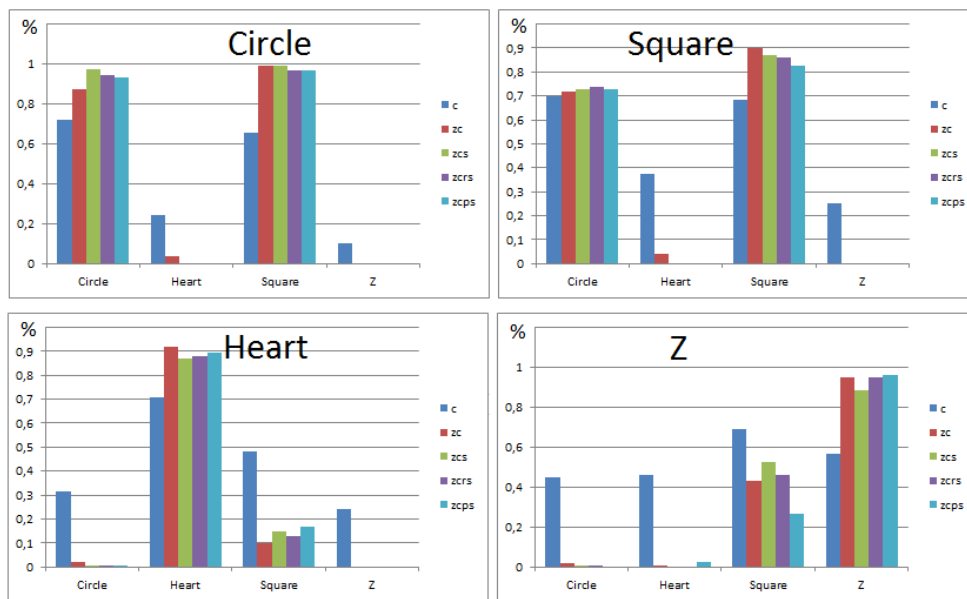 %
Circle
1
0,8
0,6
0,4
0,2
0
Circle Heart Square Z
c
zc
zcs
zcrs
zcps
%
Square
0,9
0,8
0,7
0,6
0,5
0,4
0,3
0,2
0,1
0
Circle Heart Square Z
c
zc
zcs
zcrs
zcps
%
Heart
0,9
0,8
0,7
0,6
0,5
0,4
0,3
0,2
0,1
0
Circle Heart Square Z
c
zc
zcs
zcrs
zcps
%
Z
1
0,8
0,6
0,4
0,2
0
Circle Heart Square Z
c
zc
zcs
zcrs
zcps